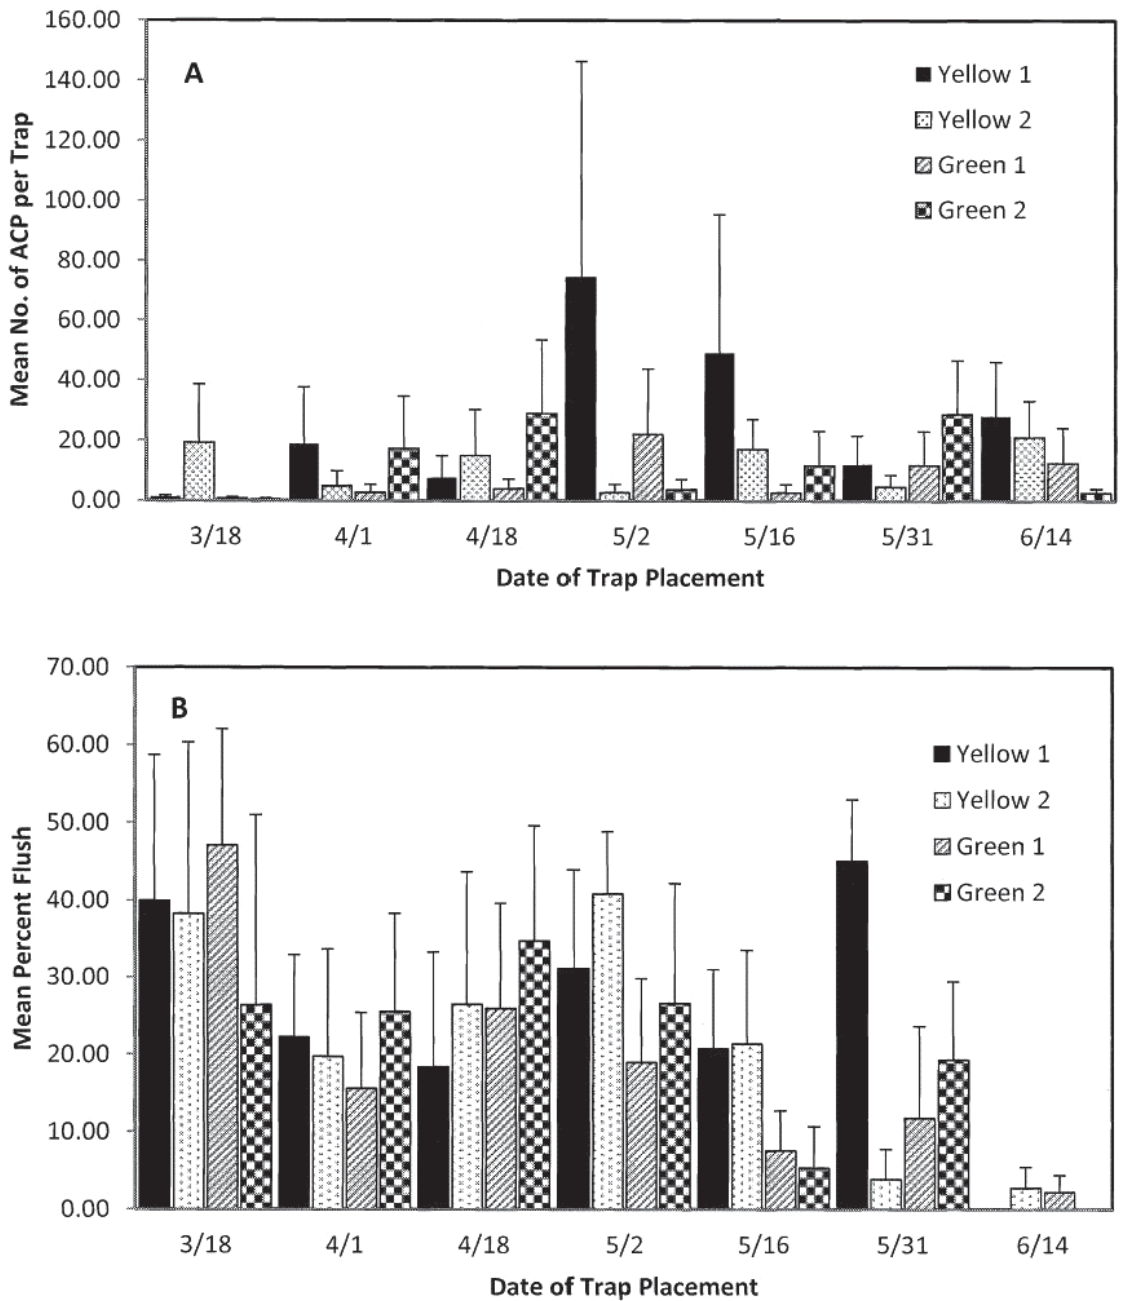 160.00
140.00
120.00
100.00
80.00
60.00
40.00
20.00
0.00
Mean No. of ACP per Trap
A
Yellow 1
Yellow 2
Green 1
Green 2
3/18 4/1 4/18 5/2 5/16 5/31 6/14
Date of Trap Placement
70.00
60.00
50.00
40.00
30.00
20.00
10.00
0.00
Mean Percent Flush
B
Yellow 1
Yellow 2
Green 1
Green 2
3/18 4/1 4/18 5/2 5/16 5/31 6/14
Date of Trap Placement